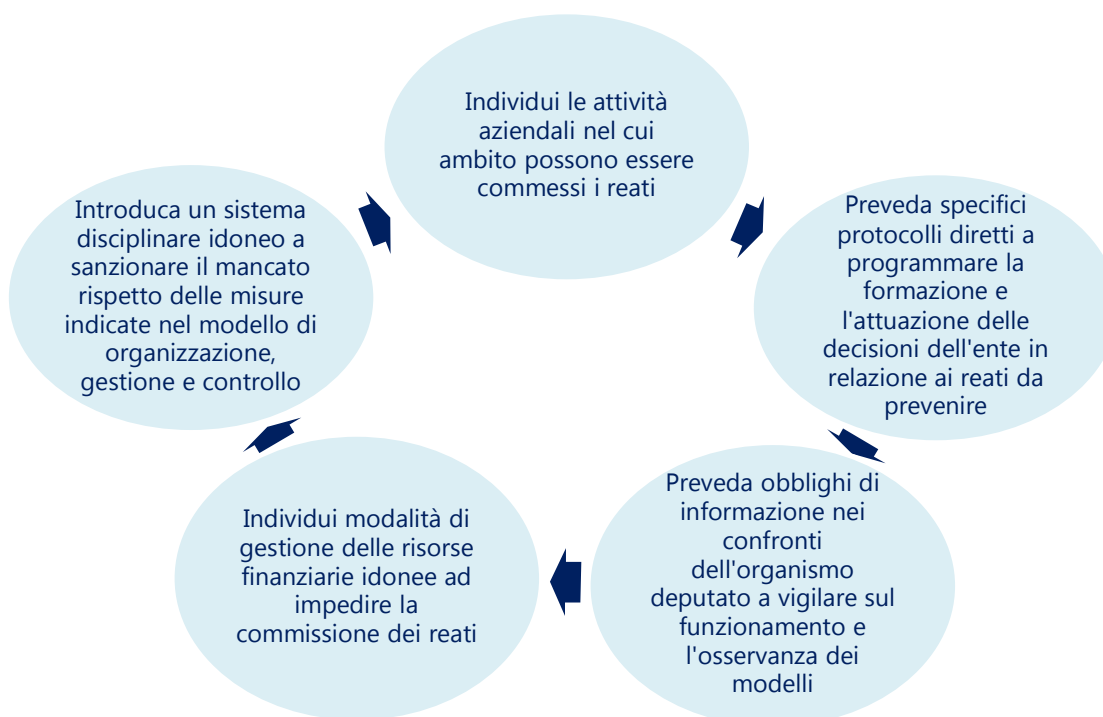 Individui le attività
aziendali nel cui
ambito possono essere
commessi i reati
Preveda specifici
protocolli diretti a
programmare la
formazione e
l'attuazione delle
decisioni dell'ente in
relazione ai reati da
prevenire
Preveda obblighi di
informazione nei
confronti
dell'organismo
deputato a vigilare sul
funzionamento e
l'osservanza dei
modelli
Individui modalità di
gestione delle risorse
finanziarie idonee ad
impedire la
commissione dei reati
Introduca un sistema
disciplinare idoneo a
sanzionare il mancato
rispetto delle misure
indicate nel modello di
organizzazione,
gestione e controllo